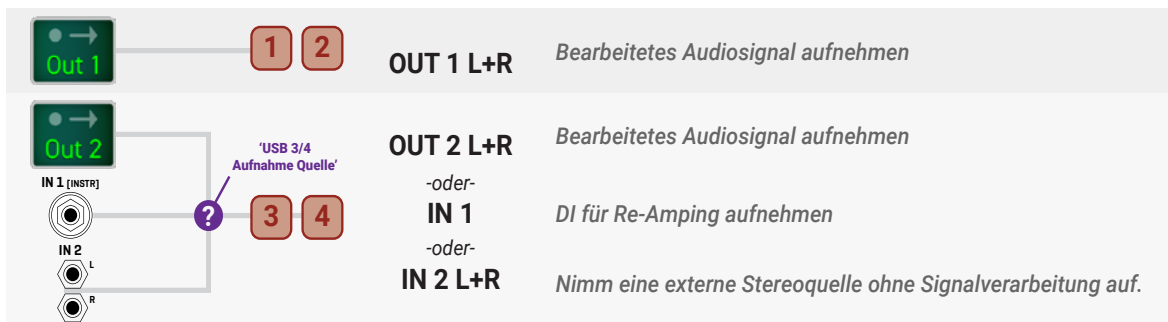 Out 1
1 2
OUT 1 L+R
Bearbeitetes Audiosignal aufnehmen
Out 2
'USB 3/4
Aufnahme Quelle'
OUT 2 L+R
Bearbeitetes Audiosignal aufnehmen
-oder-
IN 1 [INSTR]
?
3 4
IN 1
DI für Re-Amping aufnehmen
-oder-
IN 2
L
R
IN 2 L+R
Nimm eine externe Stereoquelle ohne Signalverarbeitung auf.